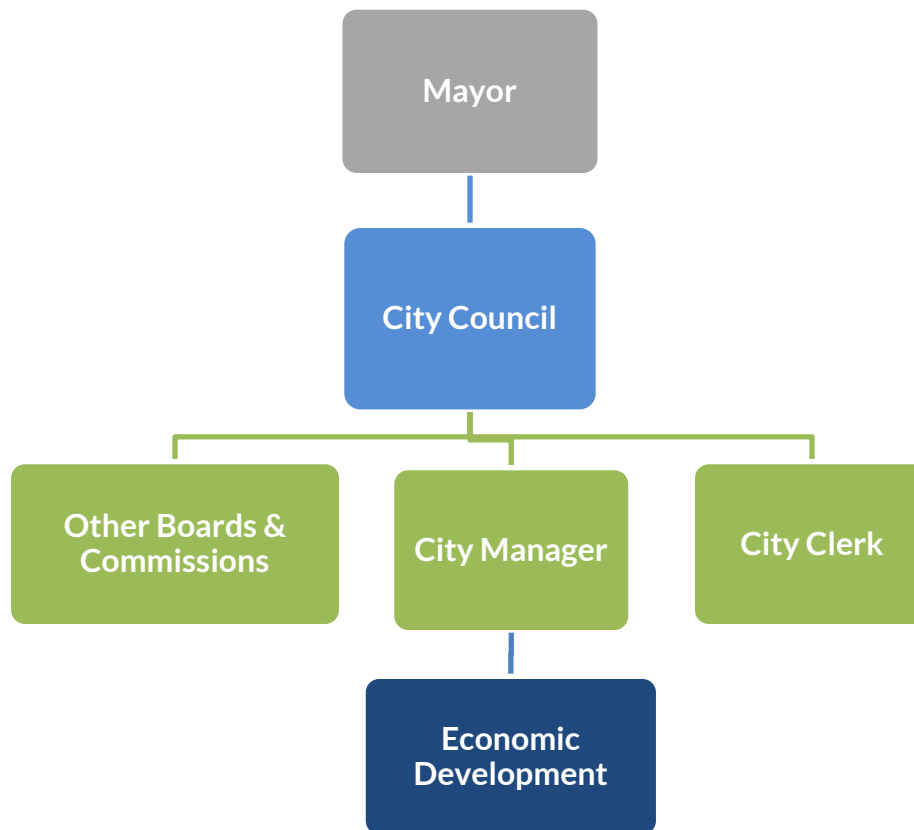 Mayor
City Council
Other Boards &
Commissions
City Manager
City Clerk
Economic
Development